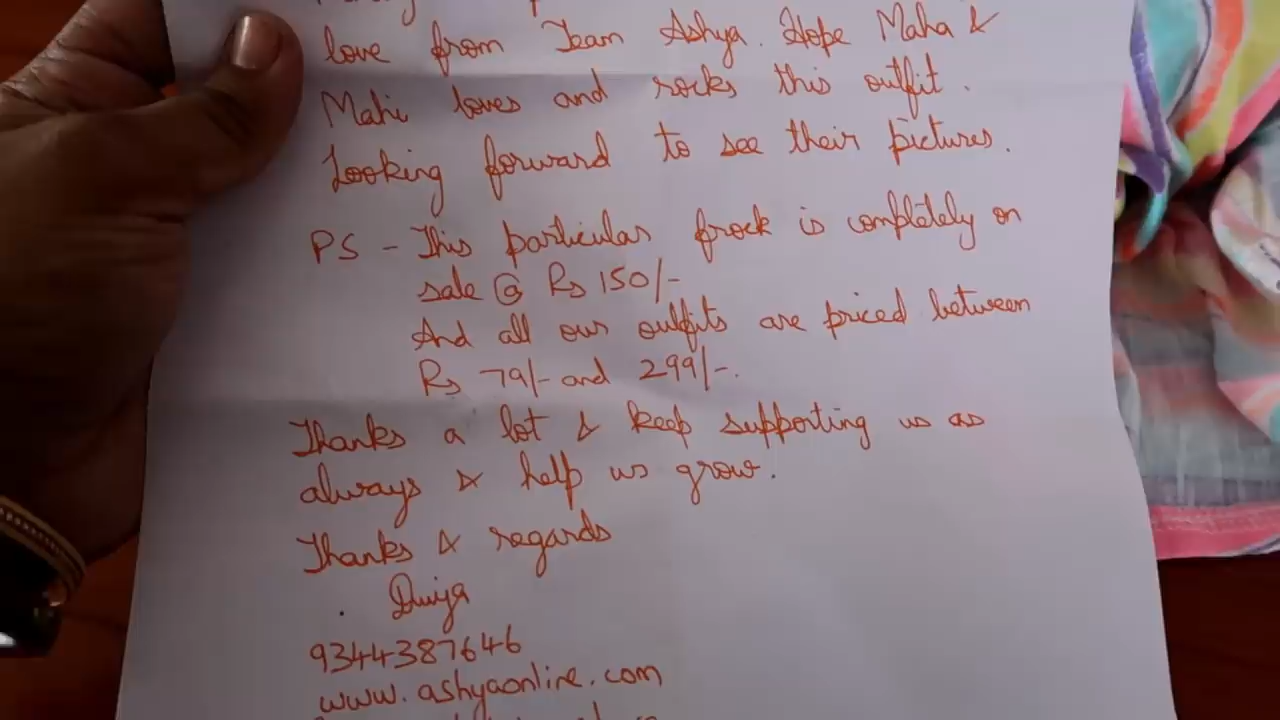 love from Team Ashya. Hope Maha &
Mahi loves and rocks this outfit.
Looking forward to see their pictures.
PS - This particular frock is completely on
sale @ Rs 150/-
And all our outfits are priced between
Rs 79/- and 299/-.
Thanks a lot & keep supporting us as
always & help us grow.
Thanks & regards
Dwija
9344387646
www.ashyaonline.com